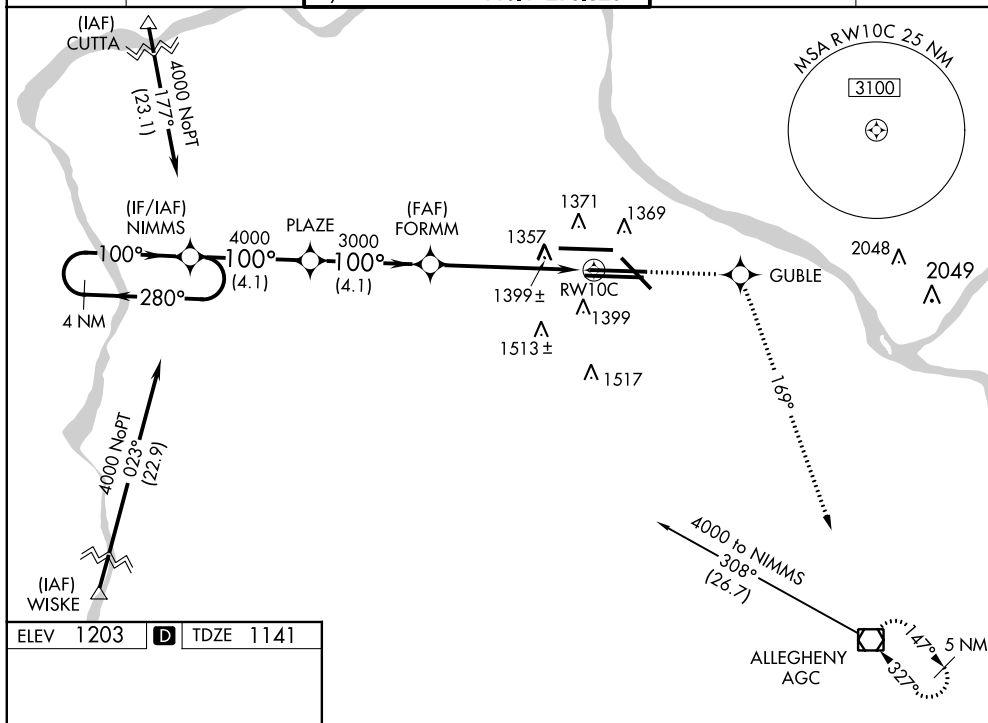 (IAF)
CUTTA
4000 NoPT
177°
(23.1)
MSA RW10C 25 NM
3100
(IF/IAF)
NIMMS
100°
280°
4 NM
4000
100°
(4.1)
PLAZE
3000
100°
(4.1)
(FAF)
FORMM
1371
1369
1357
1399 ±
RW10C
1399
1513 ±
1517
GUBLE
2048
2049
169°
4000 NoPT
023°
(22.9)
(IAF)
WISKE
4000 to NIMMS
308°
(26.7)
ALLEGHENY
AGC
147°
327°
5 NM
ELEV 1203 D TDZE 1141